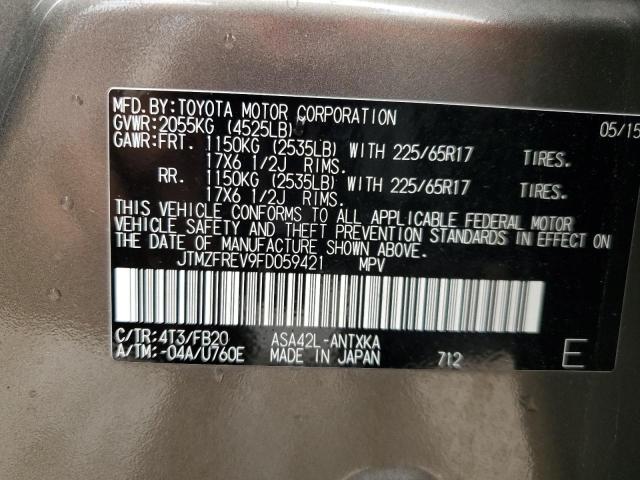 MFD.BY:TOYOTA MOTOR CORPORATION 05/15
GVWR:2055KG (4525LB)
GAWR:FRT. 1150KG (2535LB) WITH 225/65R17 TIRES.
17X6 1/2J RIMS.
RR. 1150KG (2535LB) WITH 225/65R17 TIRES.
17X6 1/2J RIMS.
THIS VEHICLE CONFORMS TO ALL APPLICABLE FEDERAL MOTOR
VEHICLE SAFETY AND THEFT PREVENTION STANDARDS IN EFFECT ON
THE DATE OF MANUFACTURE SHOWN ABOVE.
JTMZFREV9FD059421 MPV
C/TR:4T3/FB20 ASA42L-ANTXKA
A/TM:-04A/U760E MADE IN JAPAN 712 E